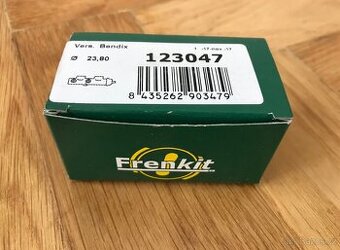 Vers. Bendix
Ø 23,80
123047
8 435262 903479
Frenkit